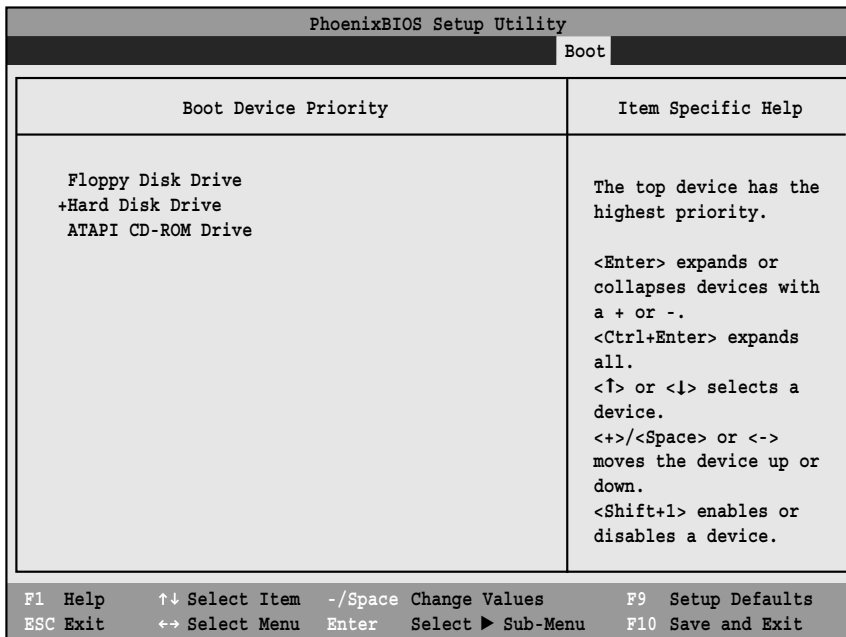 PhoenixBIOS Setup Utility
Boot
Boot Device Priority
Floppy Disk Drive
+Hard Disk Drive
ATAPI CD-ROM Drive
Item Specific Help
The top device has the
highest priority.
<Enter> expands or
collapses devices with
a + or -.
<Ctrl+Enter> expands
all.
<↑> or <↓> selects a
device.
<+>/<Space> or <->
moves the device up or
down.
<Shift+1> enables or
disables a device.
F1 Help ↑↓ Select Item -/Space Change Values F9 Setup Defaults
ESC Exit ←→ Select Menu Enter Select ▶ Sub-Menu F10 Save and Exit